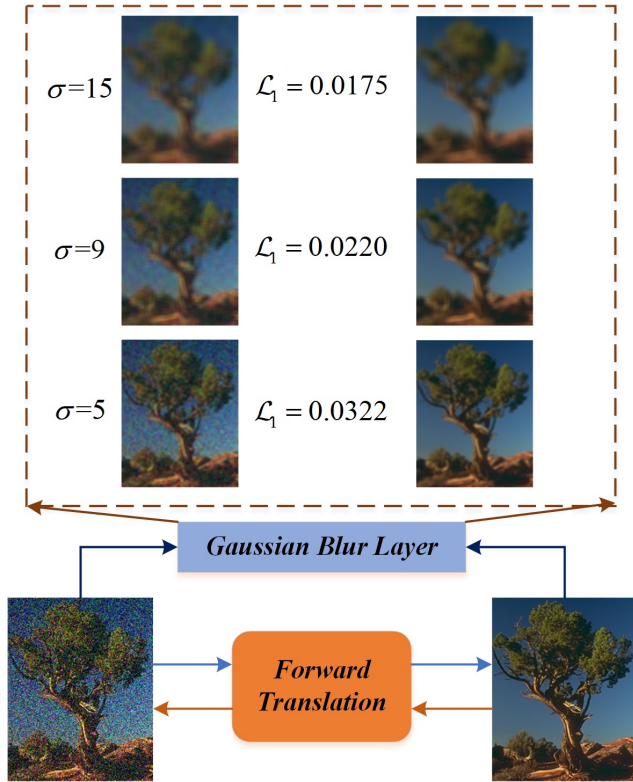 σ=15
ℒ₁ = 0.0175
σ=9
ℒ₁ = 0.0220
σ=5
ℒ₁ = 0.0322
Gaussian Blur Layer
Forward
Translation